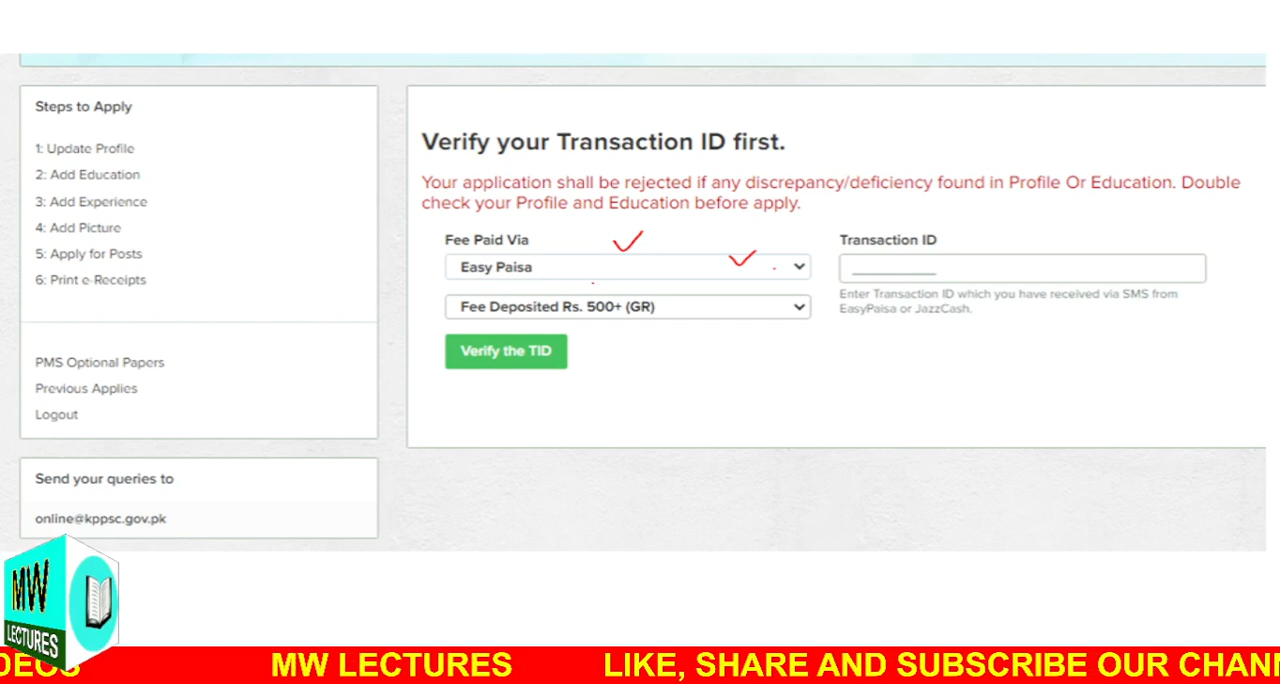 Steps to Apply
1: Update Profile
2: Add Education
3: Add Experience
4: Add Picture
5: Apply for Posts
6: Print e-Receipts
PMS Optional Papers
Previous Applies
Logout
Send your queries to
online@kppsc.gov.pk
Verify your Transaction ID first.
Your application shall be rejected if any discrepancy/deficiency found in Profile Or Education. Double
check your Profile and Education before apply.
Fee Paid Via
Easy Paisa
Fee Deposited Rs. 500+ (GR)
Verify the TID
Transaction ID
Enter Transaction ID which you have received via SMS from
EasyPaisa or JazzCash.
MW
LECTURES
DEOS MW LECTURES LIKE, SHARE AND SUBSCRIBE OUR CHANN